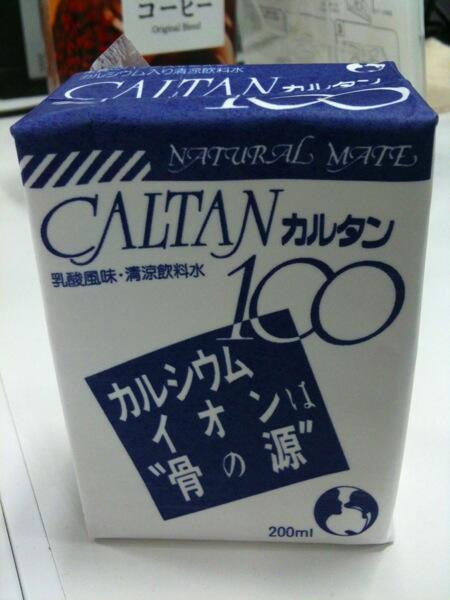 コーヒー
Original Blend
カルシウム入り清涼飲料水
CALTAN カルタン
100
NATURAL MATE
CALTAN カルタン
100
乳酸風味・清涼飲料水
カルシウム
イオンは
"骨の源"
200ml